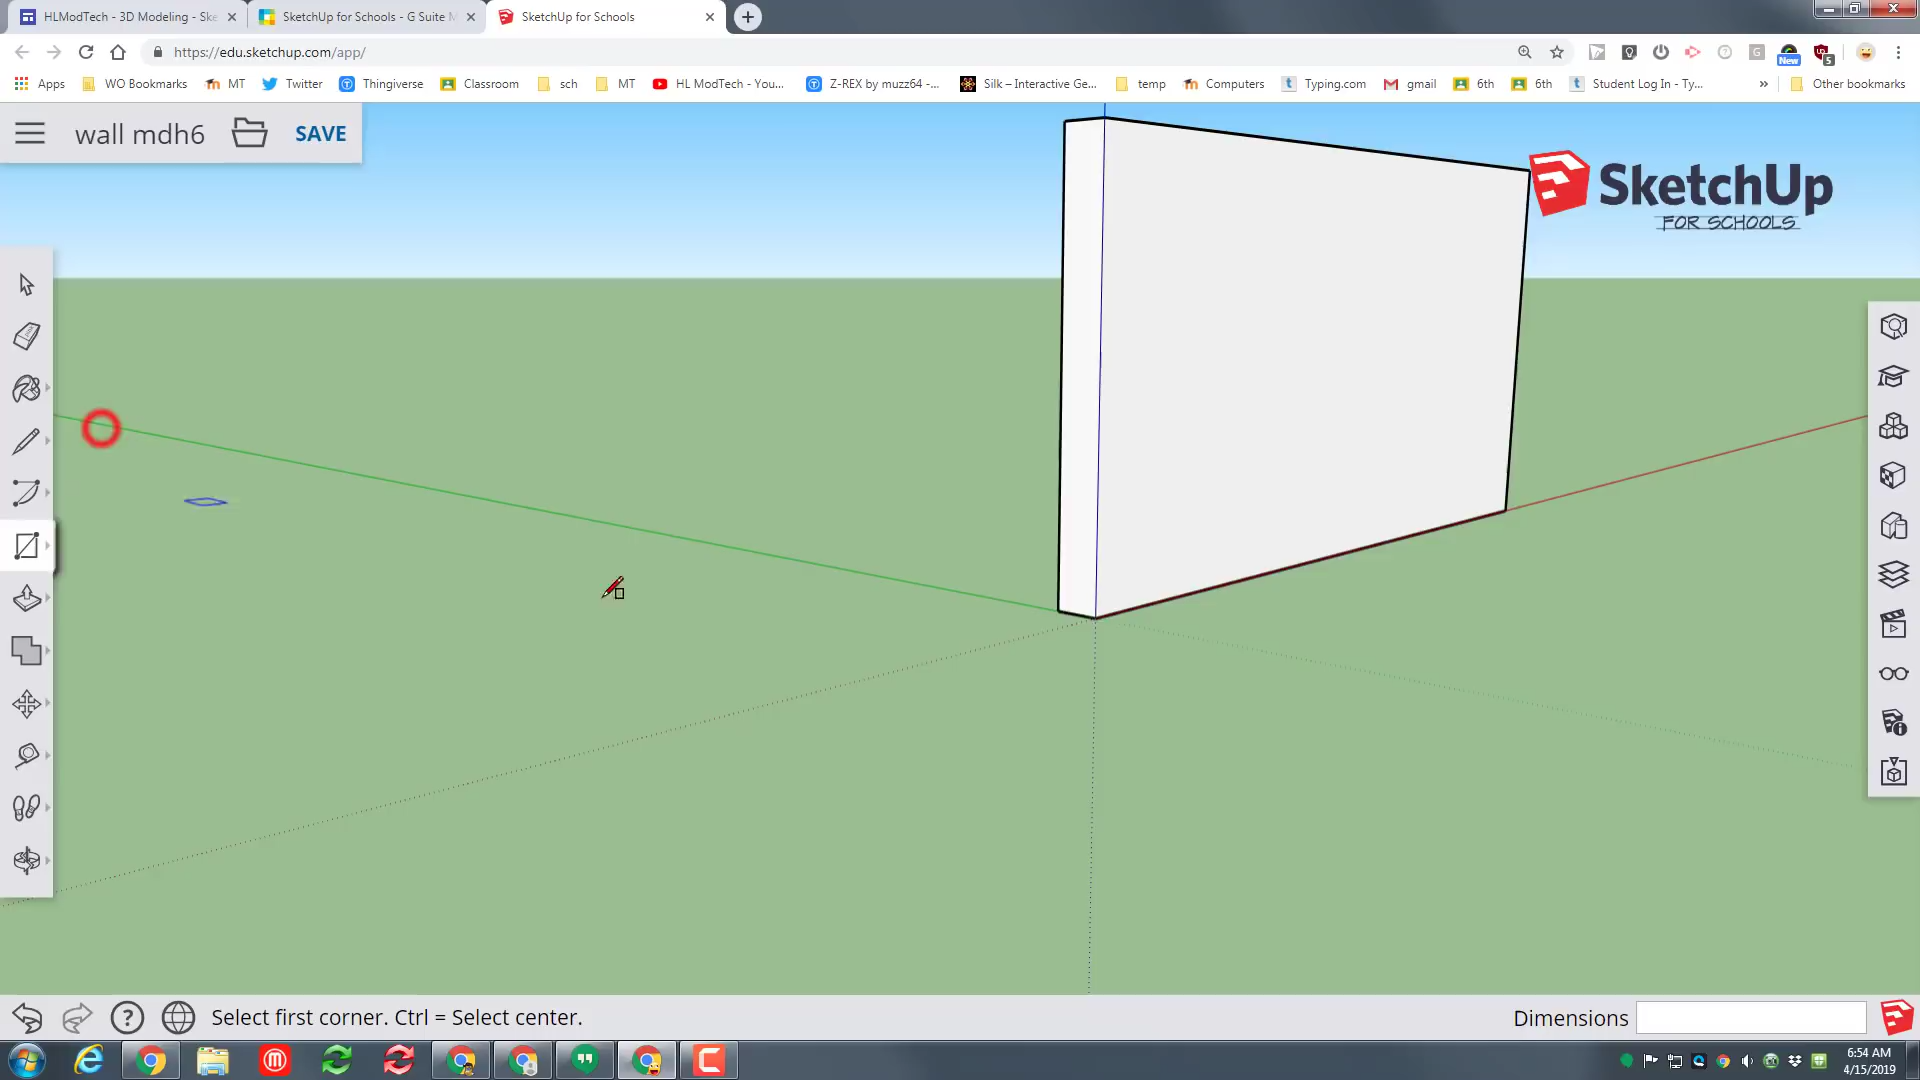 HLModTech - 3D Modeling - Ske
SketchUp for Schools - G Suite M
SketchUp for Schools
https://edu.sketchup.com/app/
New
5
Apps
WO Bookmarks
MT
Twitter
Thingiverse
Classroom
sch
MT
HL ModTech - You...
Z-REX by muzz64 -...
Silk – Interactive Ge...
temp
Computers
Typing.com
gmail
6th
6th
Student Log In - Ty...
»
Other bookmarks
wall mdh6
SAVE
SketchUp
FOR SCHOOLS
Select first corner. Ctrl = Select center.
Dimensions
6:54 AM
4/15/2019